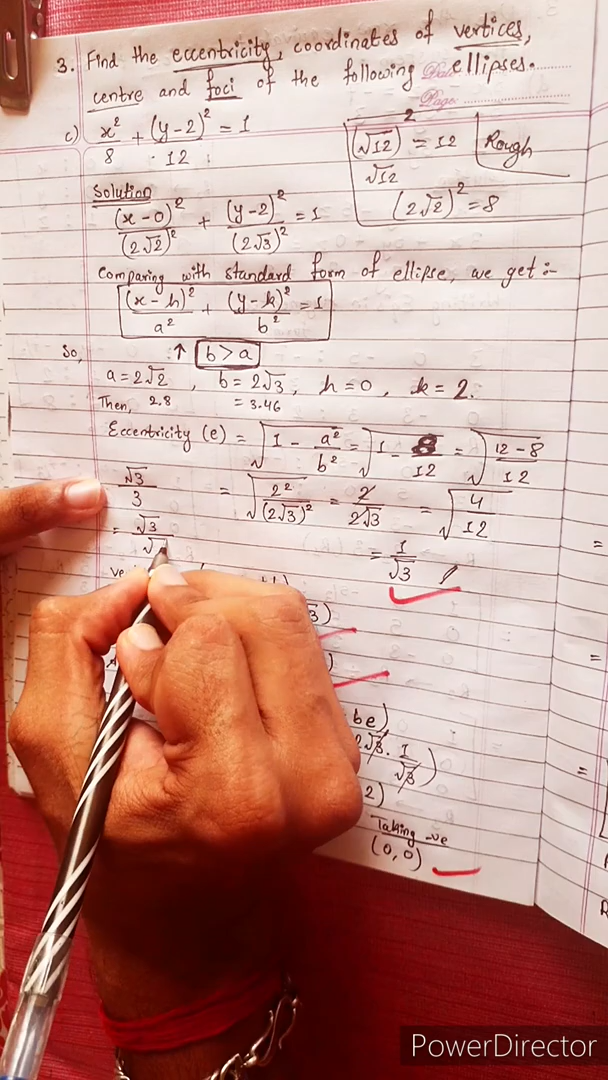 3. Find the eccentricity, coordinates of vertices,
centre and foci of the following ellipses.
Date
Page
c) x²/8 + (y-2)²/12 = 1
(√12)² = 12
√12
Rough
(2√2)² = 8
Solution
(x-0)²/(2√2)² + (y-2)²/(2√3)² = 1
Comparing with standard form of ellipse, we get :-
(x-h)²/a² + (y-k)²/b² = 1
↑ b > a
So,
a = 2√2 , b = 2√3 , h = 0 , k = 2.
Then, 2.8 = 3.46
Eccentricity (e) = √(1 - a²/b²) = √(1 - 8/12) = √((12-8)/12)
√3/3 = √(2²/(2√3)²) = 2/2√3 = √(4/12)
= √3/√
= 1/√3
be)
2√3 . 1/√3)
2)
Taking -ve
(0,0)
PowerDirector